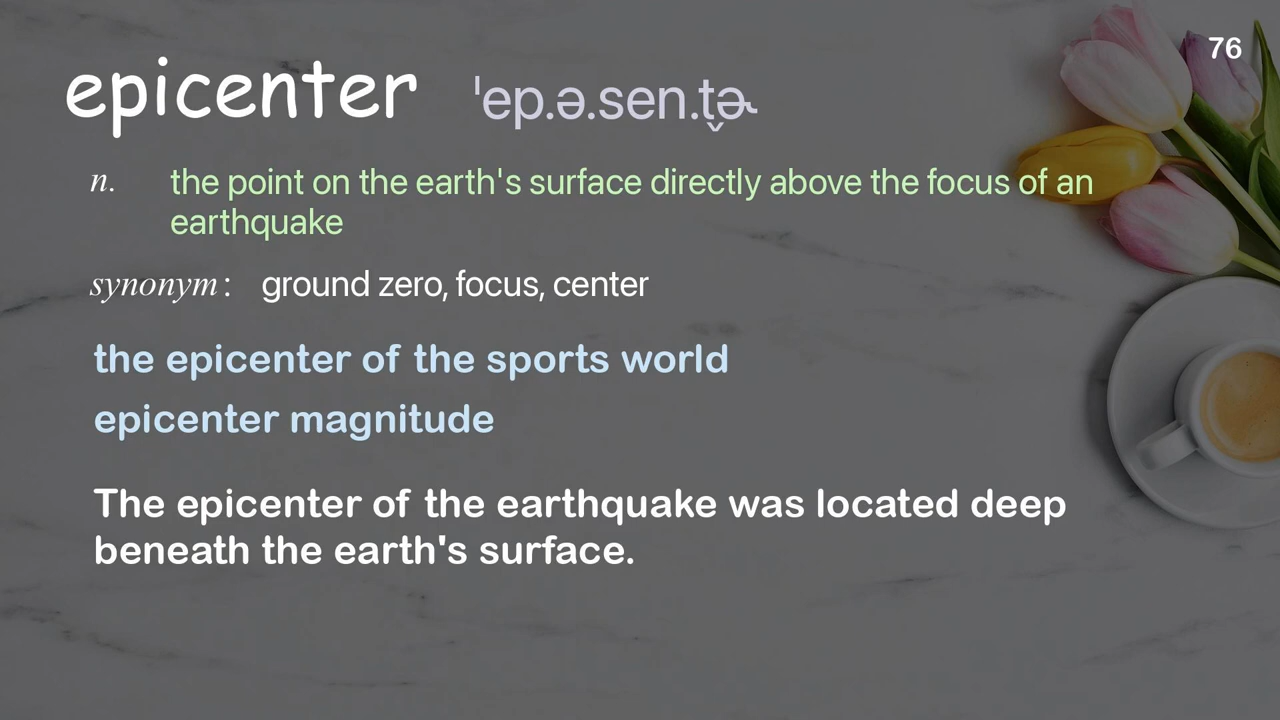 76
epicenter ˈep.ə.sen.t̬ɚ
n. the point on the earth's surface directly above the focus of an
earthquake
synonym: ground zero, focus, center
the epicenter of the sports world
epicenter magnitude
The epicenter of the earthquake was located deep
beneath the earth's surface.